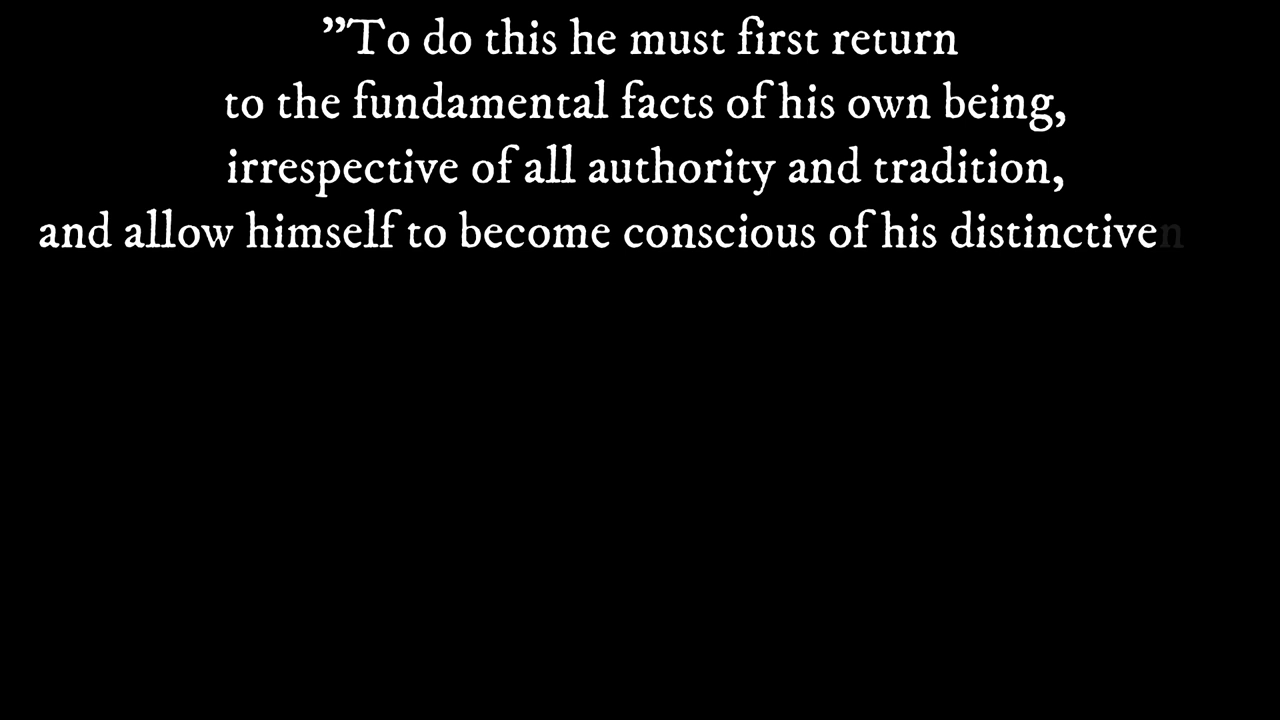 ”To do this he must first return
to the fundamental facts of his own being,
irrespective of all authority and tradition,
and allow himself to become conscious of his distinctiven